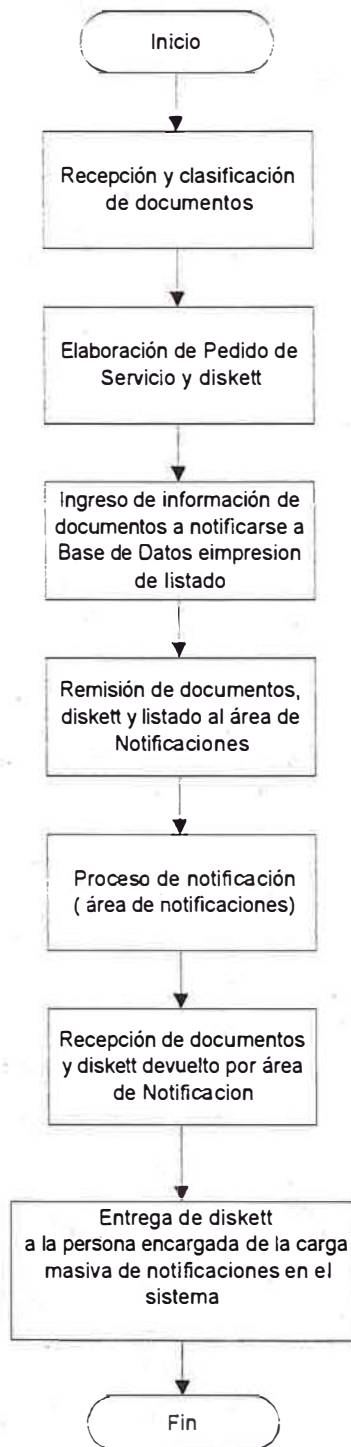 Inicio
Recepción y clasificación
de documentos
Elaboración de Pedido de
Servicio y diskett
Ingreso de información de
documentos a notificarse a
Base de Datos eimpresion
de listado
Remisión de documentos,
diskett y listado al área de
Notificaciones
Proceso de notificación
( área de notificaciones)
Recepción de documentos
y diskett devuelto por área
de Notificacion
Entrega de diskett
a la persona encargada de la carga
masiva de notificaciones en el
sistema
Fin